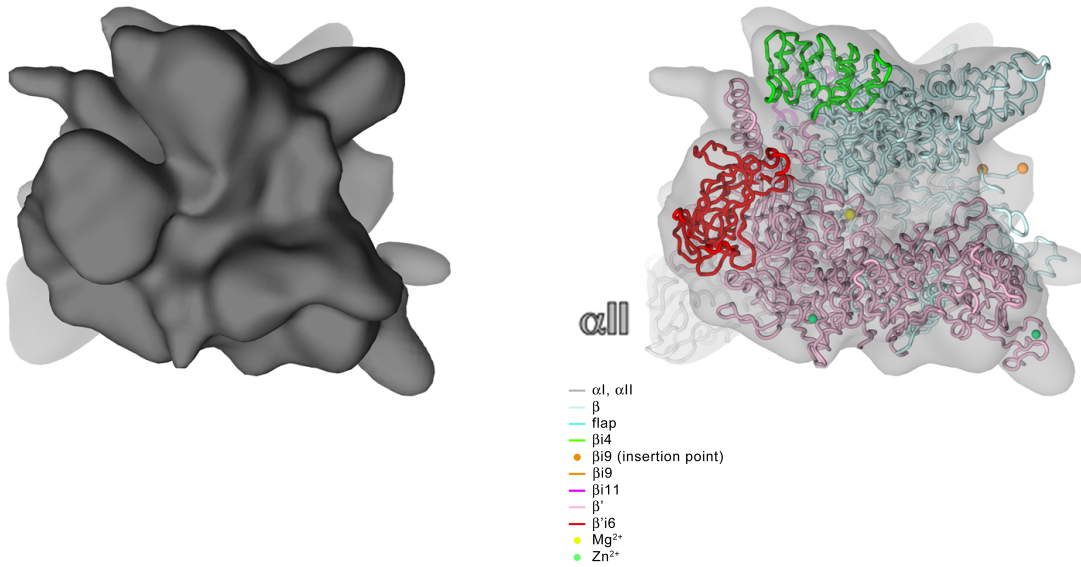 αII
αI, αII
β
flap
βi4
βi9 (insertion point)
βi9
βi11
β'
β'i6
Mg²⁺
Zn²⁺